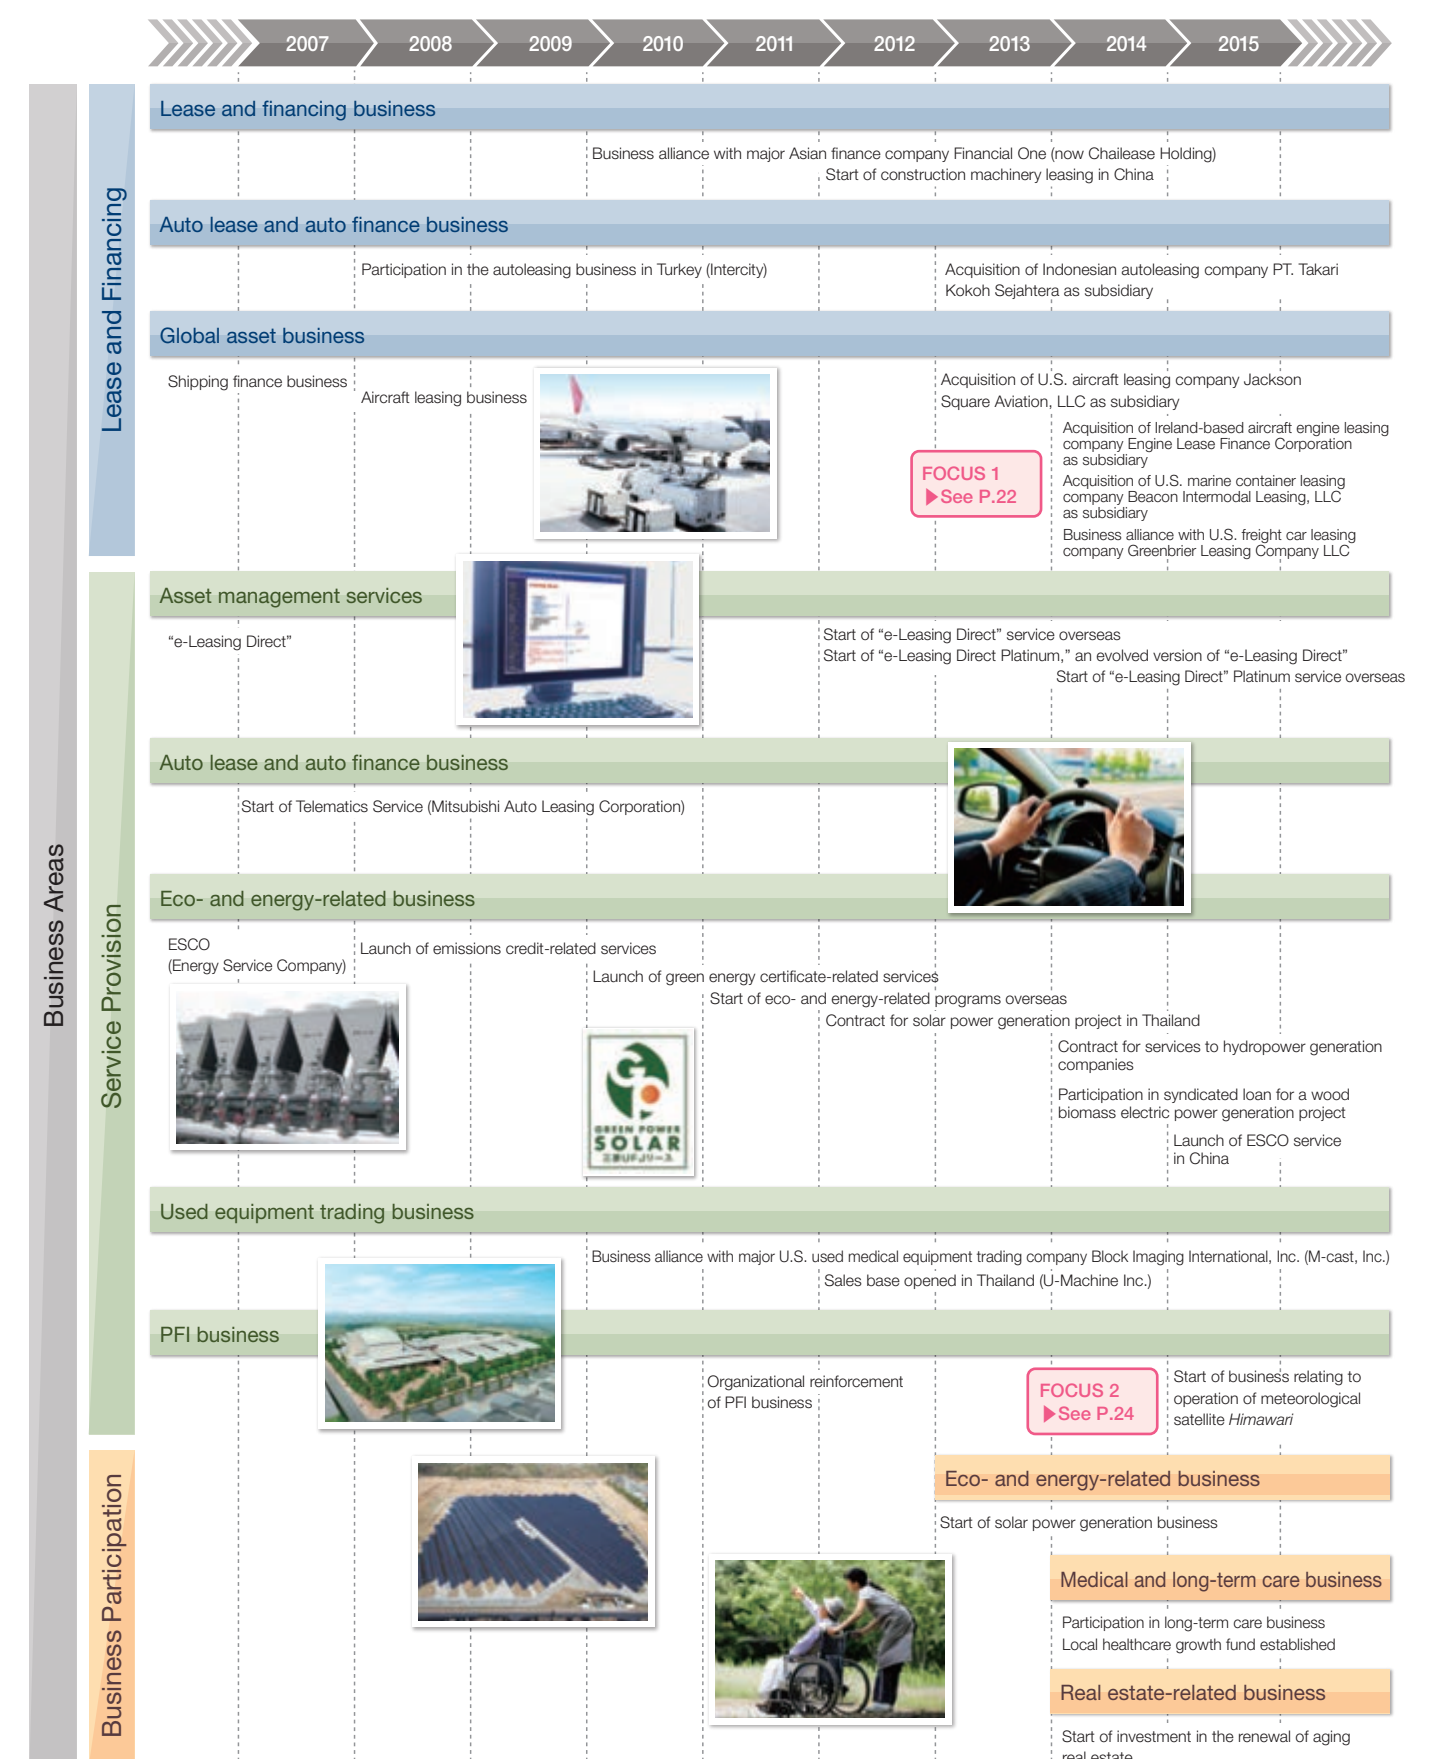 2007 2008 2009 2010 2011 2012 2013 2014 2015
Business Areas
Lease and Financing
Lease and financing business
Business alliance with major Asian finance company Financial One (now Chailease Holding)
Start of construction machinery leasing in China
Auto lease and auto finance business
Participation in the autoleasing business in Turkey (Intercity)
Acquisition of Indonesian autoleasing company PT. Takari
Kokoh Sejahtera as subsidiary
Global asset business
Shipping finance business
Aircraft leasing business
Acquisition of U.S. aircraft leasing company Jackson
Square Aviation, LLC as subsidiary
FOCUS 1
▶See P.22
Acquisition of Ireland-based aircraft engine leasing
company Engine Lease Finance Corporation
as subsidiary
Acquisition of U.S. marine container leasing
company Beacon Intermodal Leasing, LLC
as subsidiary
Business alliance with U.S. freight car leasing
company Greenbrier Leasing Company LLC
Service Provision
Asset management services
“e-Leasing Direct”
Start of “e-Leasing Direct” service overseas
Start of “e-Leasing Direct Platinum,” an evolved version of “e-Leasing Direct”
Start of “e-Leasing Direct” Platinum service overseas
Auto lease and auto finance business
Start of Telematics Service (Mitsubishi Auto Leasing Corporation)
Eco- and energy-related business
ESCO
(Energy Service Company)
Launch of emissions credit-related services
Launch of green energy certificate-related services
Start of eco- and energy-related programs overseas
Contract for solar power generation project in Thailand
GREEN POWER
SOLAR
三菱UFJリース
Contract for services to hydropower generation
companies
Participation in syndicated loan for a wood
biomass electric power generation project
Launch of ESCO service
in China
Used equipment trading business
Business alliance with major U.S. used medical equipment trading company Block Imaging International, Inc. (M-cast, Inc.)
Sales base opened in Thailand (U-Machine Inc.)
PFI business
Organizational reinforcement
of PFI business
FOCUS 2
▶See P.24
Start of business relating to
operation of meteorological
satellite Himawari
Business Participation
Eco- and energy-related business
Start of solar power generation business
Medical and long-term care business
Participation in long-term care business
Local healthcare growth fund established
Real estate-related business
Start of investment in the renewal of aging
real estate